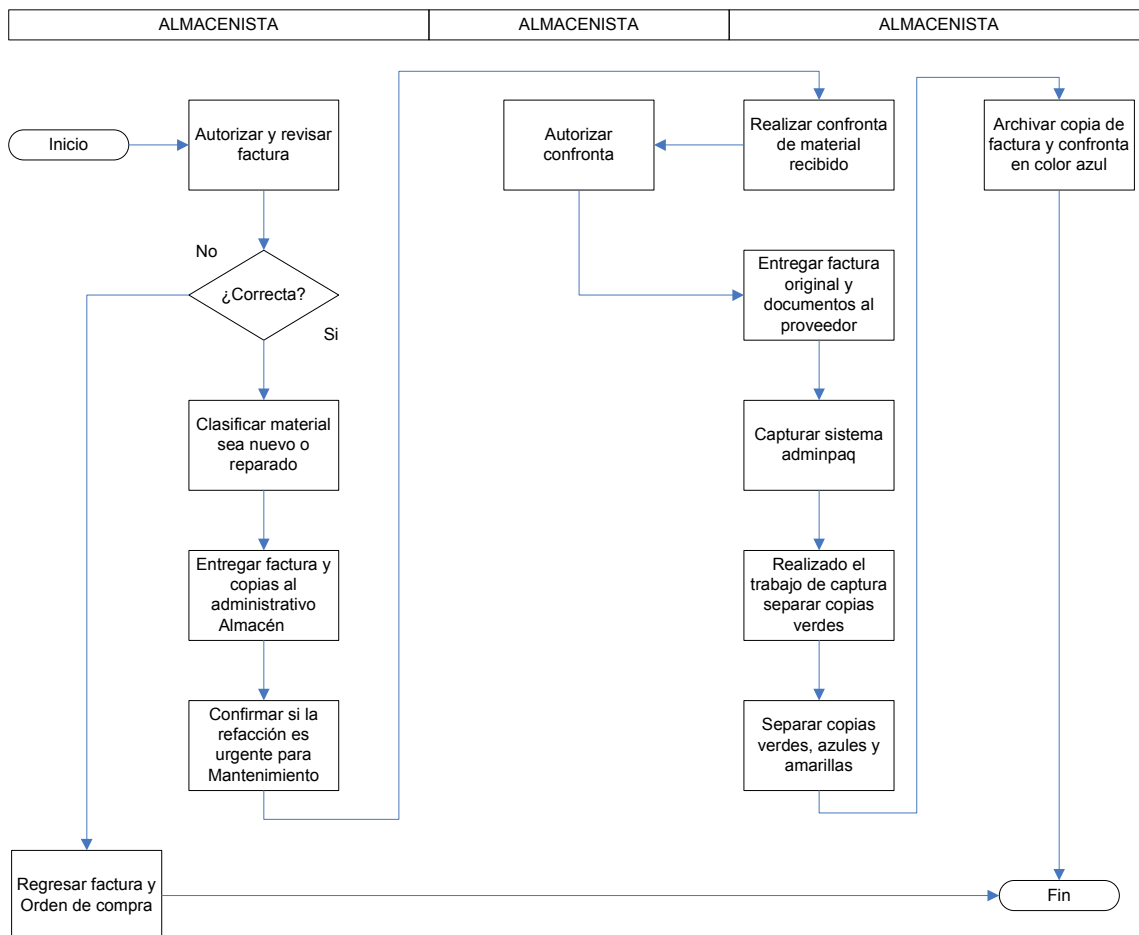 ALMACENISTA
ALMACENISTA
ALMACENISTA
Inicio
Autorizar y revisar
factura
No
¿Correcta?
Si
Clasificar material
sea nuevo o
reparado
Entregar factura y
copias al
administrativo
Almacén
Confirmar si la
refacción es
urgente para
Mantenimiento
Regresar factura y
Orden de compra
Autorizar
confronta
Realizar confronta
de material
recibido
Entregar factura
original y
documentos al
proveedor
Capturar sistema
adminpaq
Realizado el
trabajo de captura
separar copias
verdes
Separar copias
verdes, azules y
amarillas
Archivar copia de
factura y confronta
en color azul
Fin